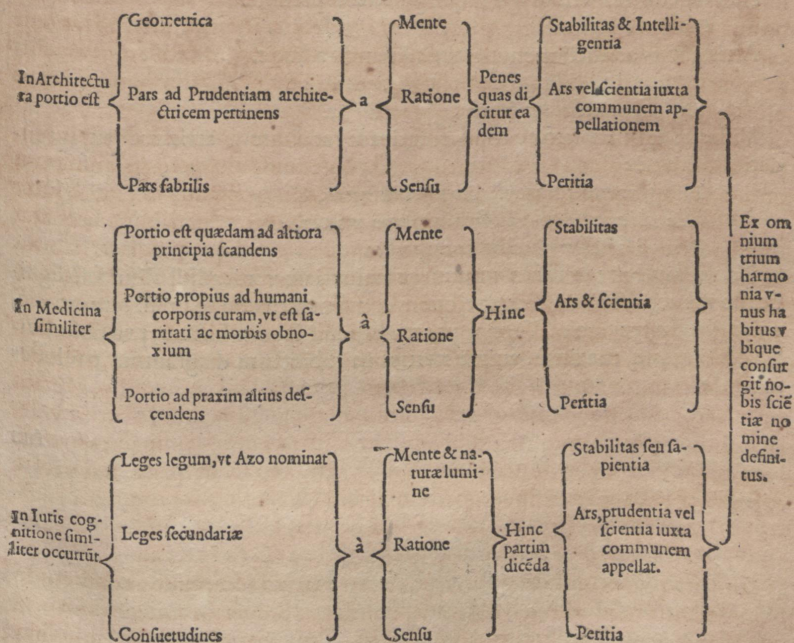 In Architectu
ra portio est
Geometrica
Pars ad Prudentiam archite-
ctricem pertinens
Pars fabrilis
a
Mente
Ratione
Sensu
Penes
quas di
citur ea
dem
Stabilitas & Intelli-
gentia
Ars vel scientia iuxta
communem ap-
pellationem
Peritia
In Medicina
similiter
Portio est quædam ad altiora
principia scandens
Portio propius ad humani
corporis curam, vt est sa-
nitati ac morbis obno-
xium
Portio ad praxim altius des-
cendens
à
Mente
Ratione
Sensu
Hinc
Stabilitas
Ars & scientia
Peritia
In Iuris cog-
nitione simi-
liter occurrũt
Leges legum, vt Azo nominat
Leges secundariæ
Consuetudines
à
Mente & na-
turæ lumi-
ne
Ratione
Sensu
Hinc
partim
dicẽda
Stabilitas seu sa-
pientia
Ars, prudentia vel
scientia iuxta
communem
appellat.
Peritia
Ex om
nium
trium
harmo
nia v-
nus ha
bitus v
bique
consur
git no-
bis sciẽ
tiæ no
mine
defini-
tus.